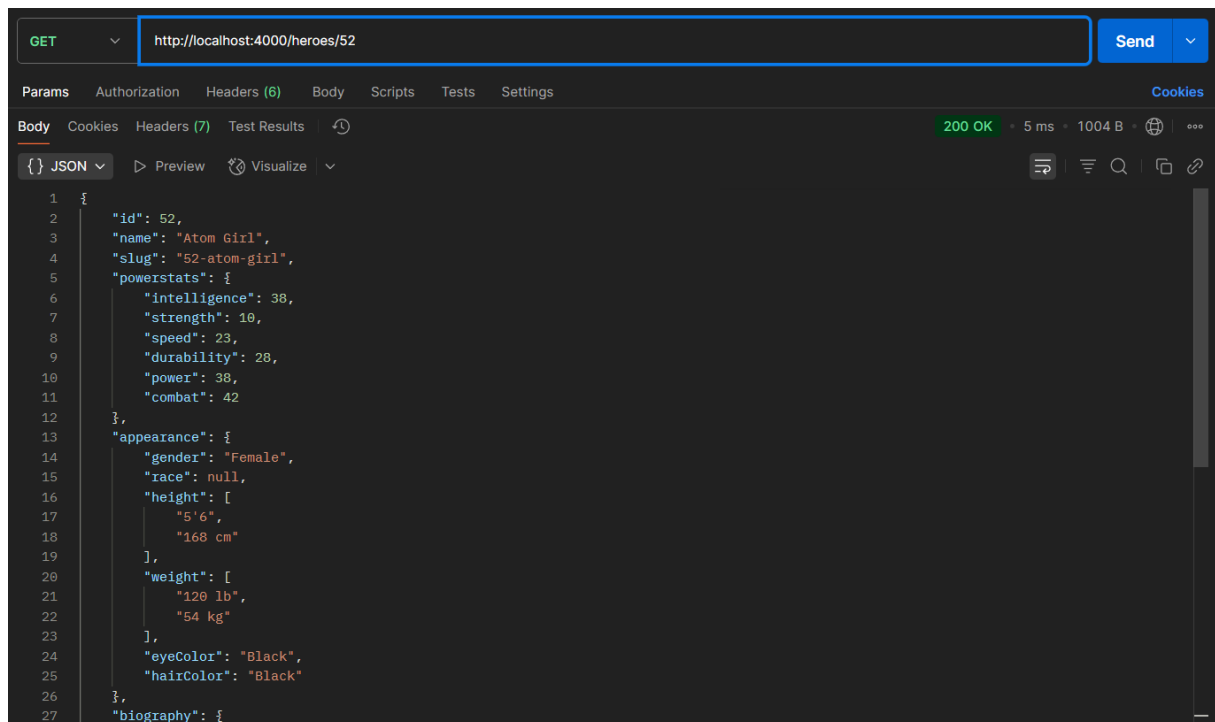 GET http://localhost:4000/heroes/52 Send
Params Authorization Headers (6) Body Scripts Tests Settings Cookies
Body Cookies Headers (7) Test Results 200 OK 5 ms 1004 B
{} JSON Preview Visualize
1 {
2 "id": 52,
3 "name": "Atom Girl",
4 "slug": "52-atom-girl",
5 "powerstats": {
6 "intelligence": 38,
7 "strength": 10,
8 "speed": 23,
9 "durability": 28,
10 "power": 38,
11 "combat": 42
12 },
13 "appearance": {
14 "gender": "Female",
15 "race": null,
16 "height": [
17 "5'6",
18 "168 cm"
19 ],
20 "weight": [
21 "120 lb",
22 "54 kg"
23 ],
24 "eyeColor": "Black",
25 "hairColor": "Black"
26 },
27 "biography": {